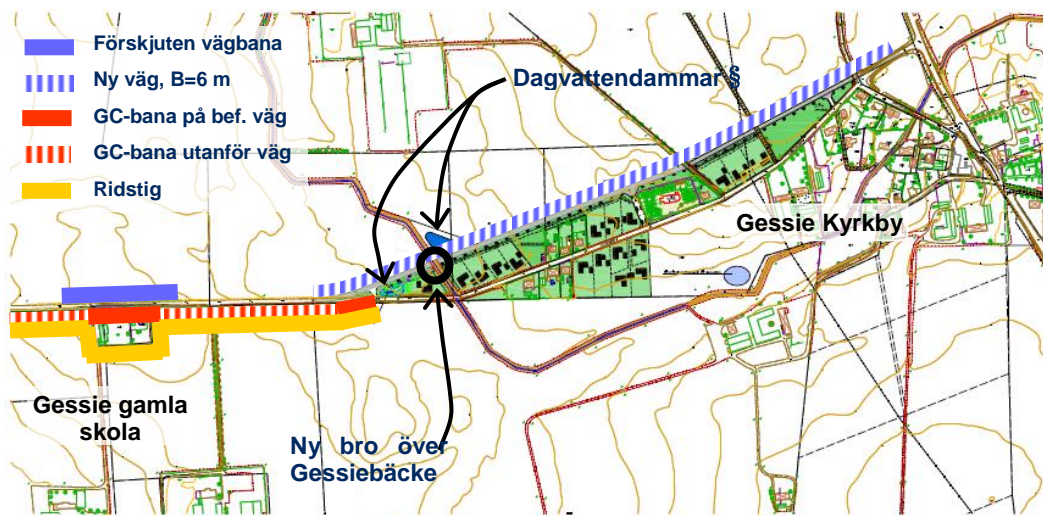 Förskjuten vägbana
Ny väg, B=6 m
GC-bana på bef. väg
GC-bana utanför väg
Ridstig
Dagvattendammar §
Gessie Kyrkby
Gessie gamla
skola
Ny bro över
Gessiebäcke